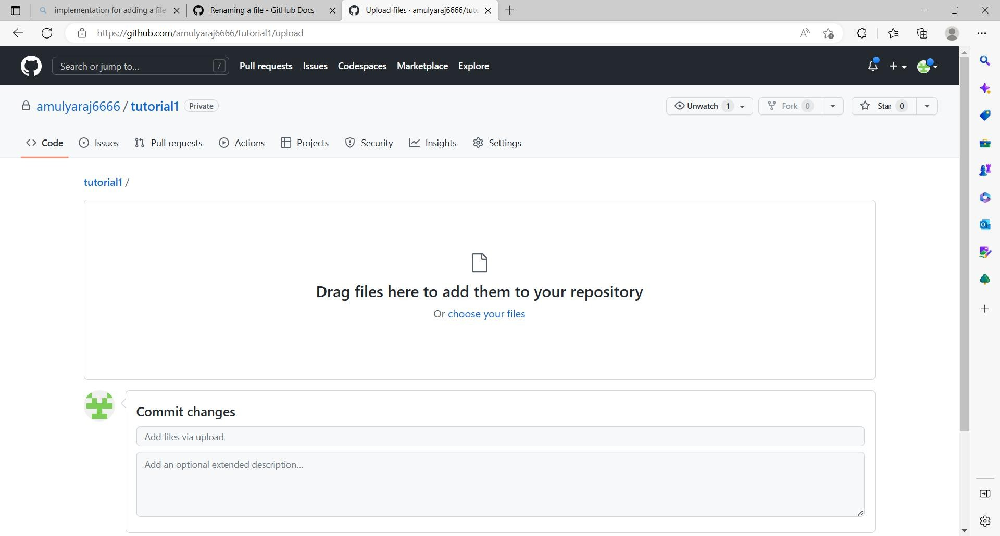 implementation for adding a file
Renaming a file - GitHub Docs
Upload files · amulyaraj6666/tuto
https://github.com/amulyaraj6666/tutorial1/upload
Search or jump to... /
Pull requests Issues Codespaces Marketplace Explore
amulyaraj6666 / tutorial1 Private
Unwatch 1 Fork 0 Star 0
Code Issues Pull requests Actions Projects Security Insights Settings
tutorial1 /
Drag files here to add them to your repository
Or choose your files
Commit changes
Add files via upload
Add an optional extended description...